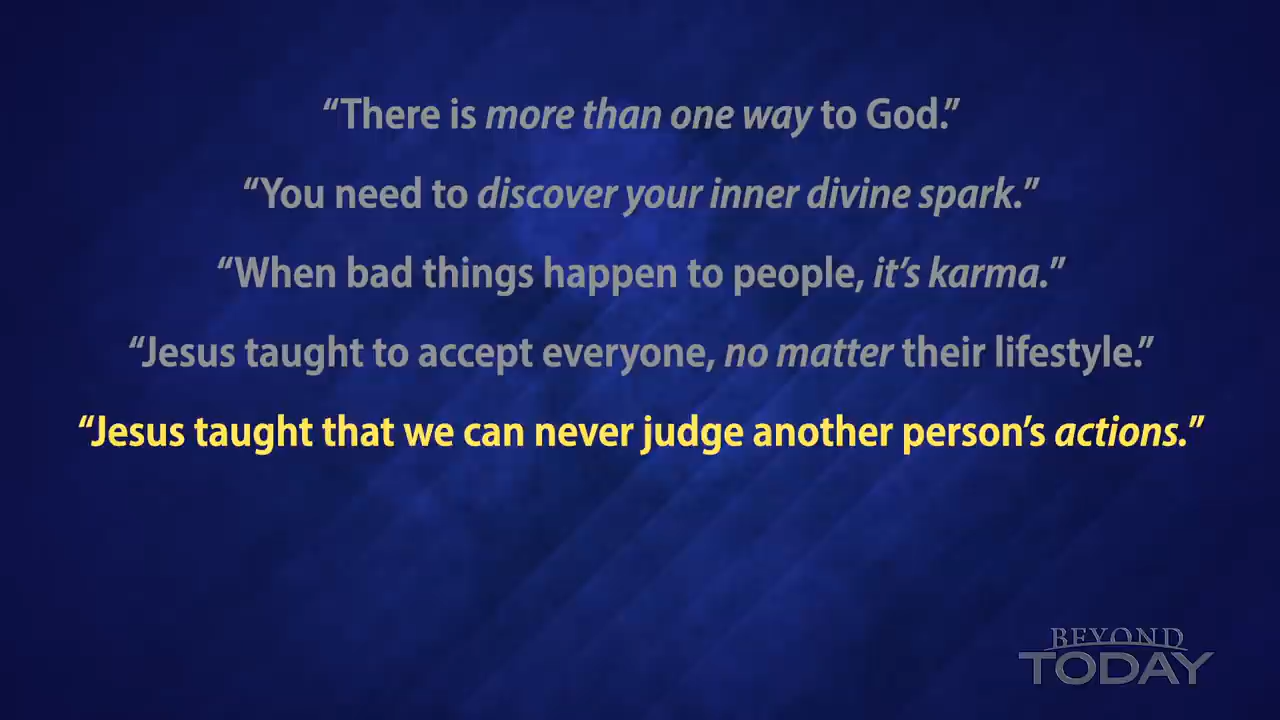 “There is more than one way to God.”
“You need to discover your inner divine spark.”
“When bad things happen to people, it’s karma.”
“Jesus taught to accept everyone, no matter their lifestyle.”
“Jesus taught that we can never judge another person’s actions.”
BEYOND
TODAY